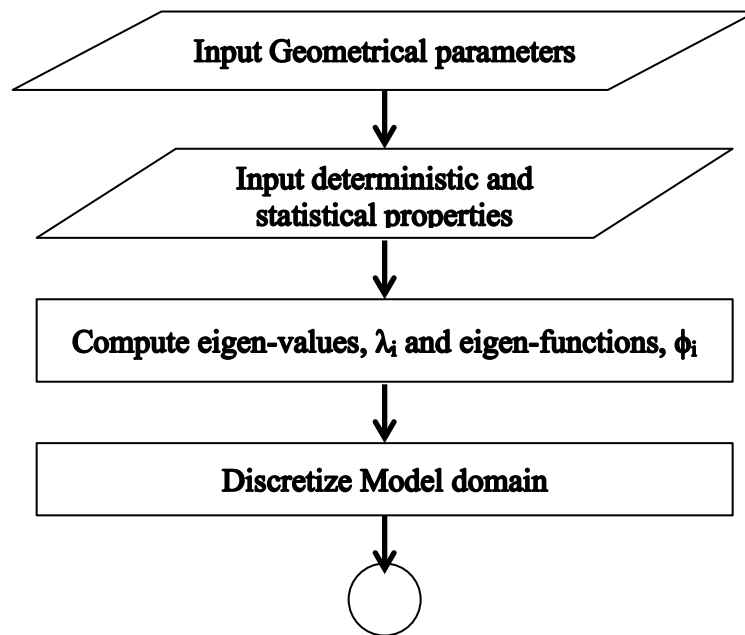 Input Geometrical parameters
Input deterministic and
statistical properties
Compute eigen-values, λᵢ and eigen-functions, ϕᵢ
Discretize Model domain